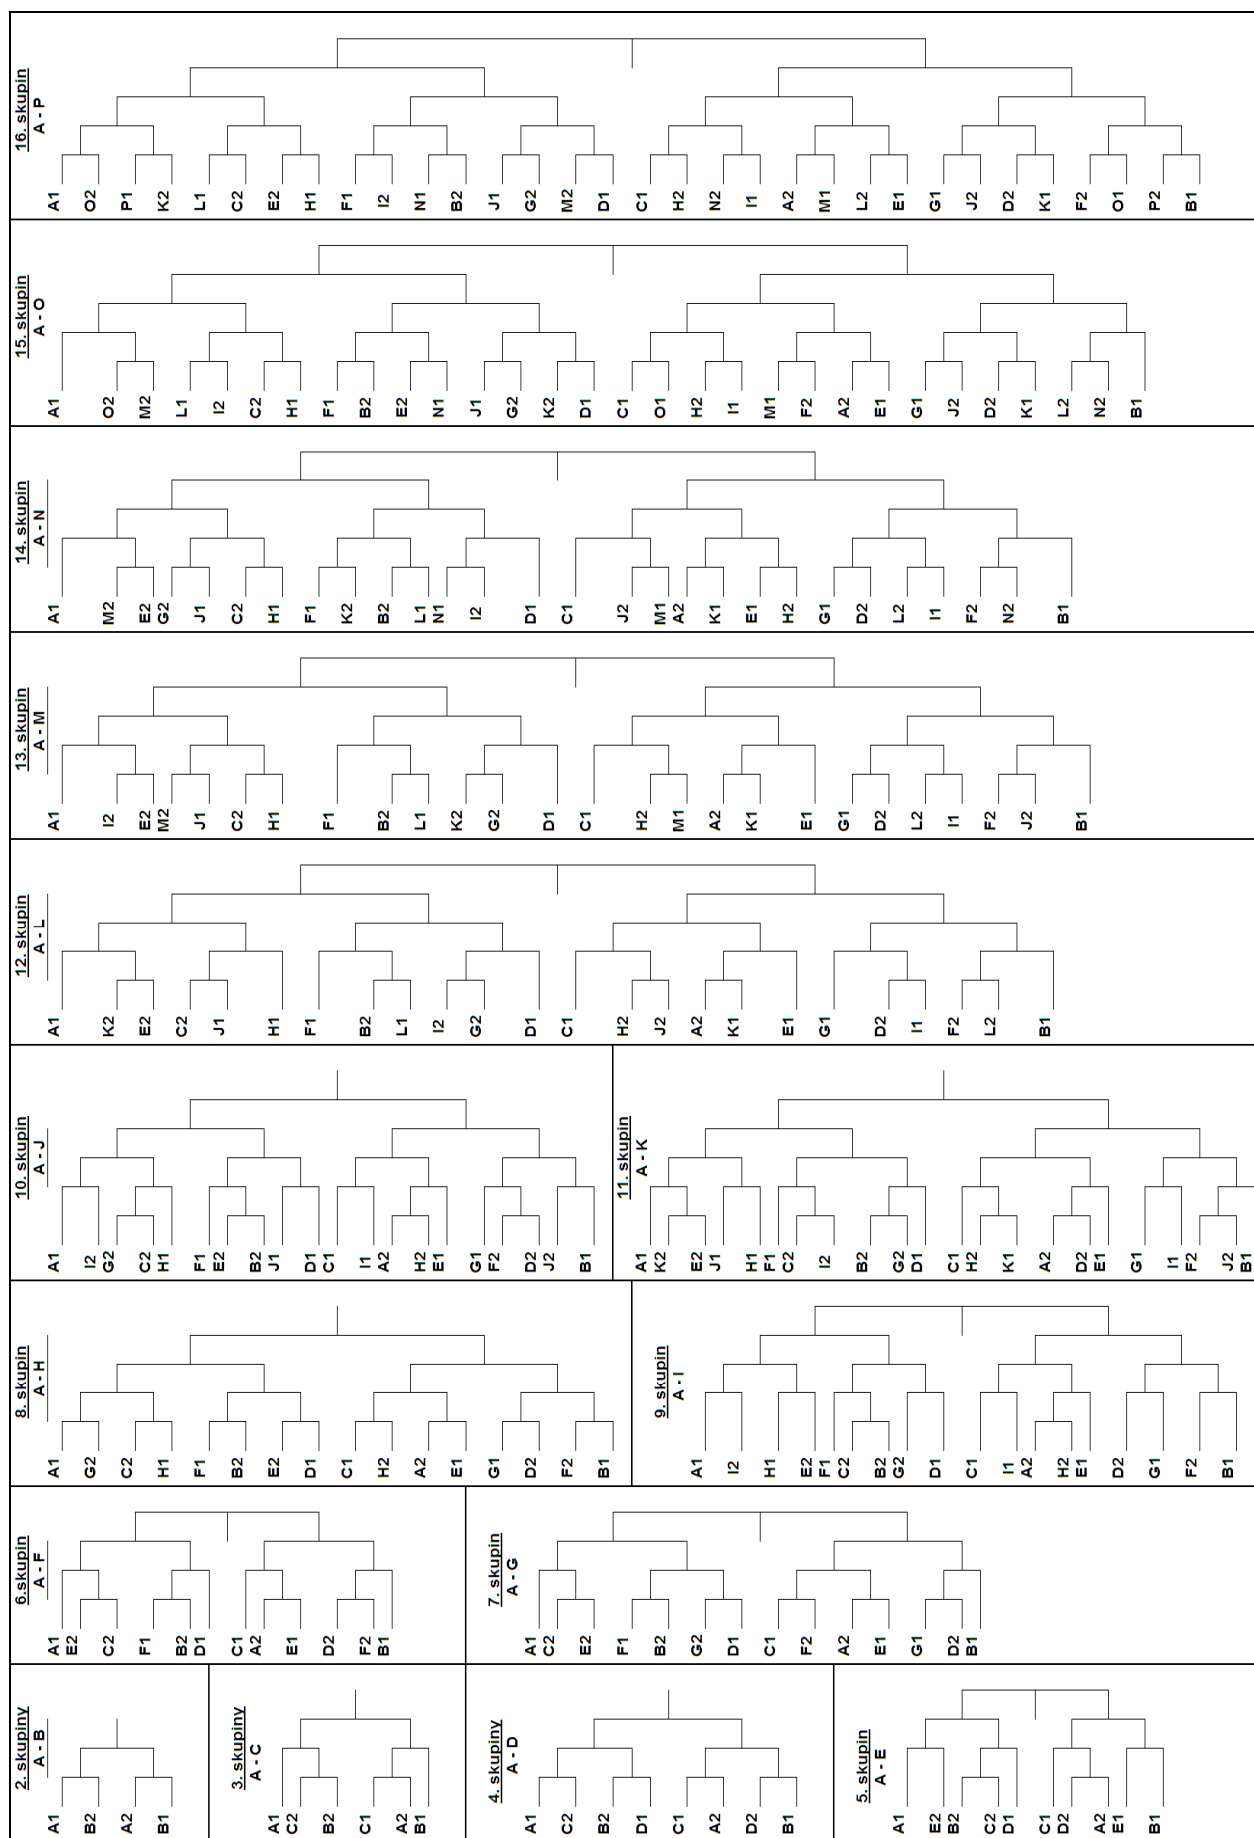 16. skupin
A - P
A1
O2
P1
K2
L1
C2
E2
H1
F1
I2
N1
B2
J1
G2
M2
D1
C1
H2
N2
I1
A2
M1
L2
E1
G1
J2
D2
K1
F2
O1
P2
B1
15. skupin
A - O
A1
O2
M2
L1
I2
C2
H1
F1
B2
E2
N1
J1
G2
K2
D1
C1
O1
H2
I1
M1
F2
A2
E1
G1
J2
D2
K1
L2
N2
B1
14. skupin
A - N
A1
M2
E2
G2
J1
C2
H1
F1
K2
B2
L1
N1
I2
D1
C1
J2
M1
A2
K1
E1
H2
G1
D2
L2
I1
F2
N2
B1
13. skupin
A - M
A1
I2
E2
M2
J1
C2
H1
F1
B2
L1
K2
G2
D1
C1
H2
M1
A2
K1
E1
G1
D2
L2
I1
F2
J2
B1
12. skupin
A - L
A1
K2
E2
C2
J1
H1
F1
B2
L1
I2
G2
D1
C1
H2
J2
A2
K1
E1
G1
D2
I1
F2
L2
B1
10. skupin
A - J
A1
I2
G2
C2
H1
F1
E2
B2
J1
D1
C1
I1
A2
H2
E1
G1
F2
D2
J2
B1
11. skupin
A - K
A1
K2
E2
J1
H1
F1
C2
I2
B2
G2
D1
C1
H2
K1
A2
D2
E1
G1
I1
F2
J2
B1
8. skupin
A - H
A1
G2
C2
H1
F1
B2
E2
D1
C1
H2
A2
E1
G1
D2
F2
B1
9. skupin
A - I
A1
I2
H1
E2
F1
C2
B2
G2
D1
C1
I1
A2
H2
E1
D2
G1
F2
B1
6.skupin
A - F
A1
E2
C2
F1
B2
D1
C1
A2
E1
D2
F2
B1
7. skupin
A - G
A1
C2
E2
F1
B2
G2
D1
C1
F2
A2
E1
G1
D2
B1
2. skupiny
A - B
A1
B2
A2
B1
3. skupiny
A - C
A1
C2
B2
C1
A2
B1
4. skupiny
A - D
A1
C2
B2
D1
C1
A2
D2
B1
5. skupin
A - E
A1
E2
B2
C2
D1
C1
D2
A2
E1
B1